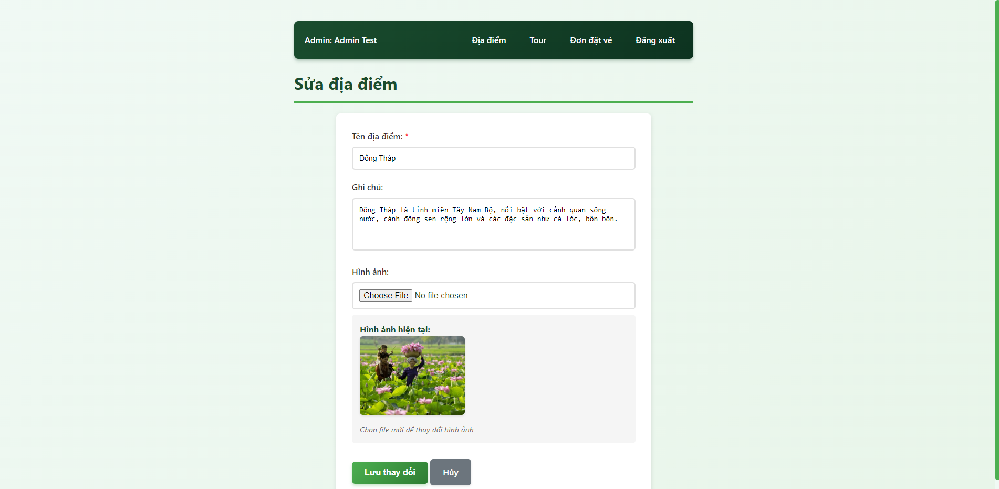 Admin: Admin Test Địa điểm Tour Đơn đặt vé Đăng xuất
Sửa địa điểm
Tên địa điểm: *
Đồng Tháp
Ghi chú:
Đồng Tháp là tỉnh miền Tây Nam Bộ, nổi bật với cảnh quan sông
nước, cánh đồng sen rộng lớn và các đặc sản như cá lóc, bồn bồn.
Hình ảnh:
Choose File No file chosen
Hình ảnh hiện tại:
Chọn file mới để thay đổi hình ảnh
Lưu thay đổi Hủy